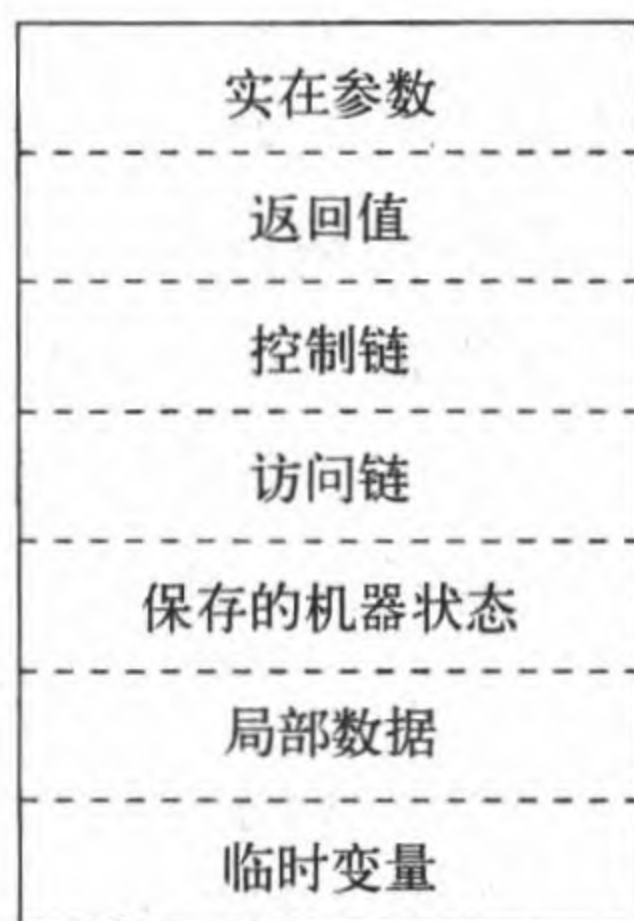 实在参数
返回值
控制链
访问链
保存的机器状态
局部数据
临时变量